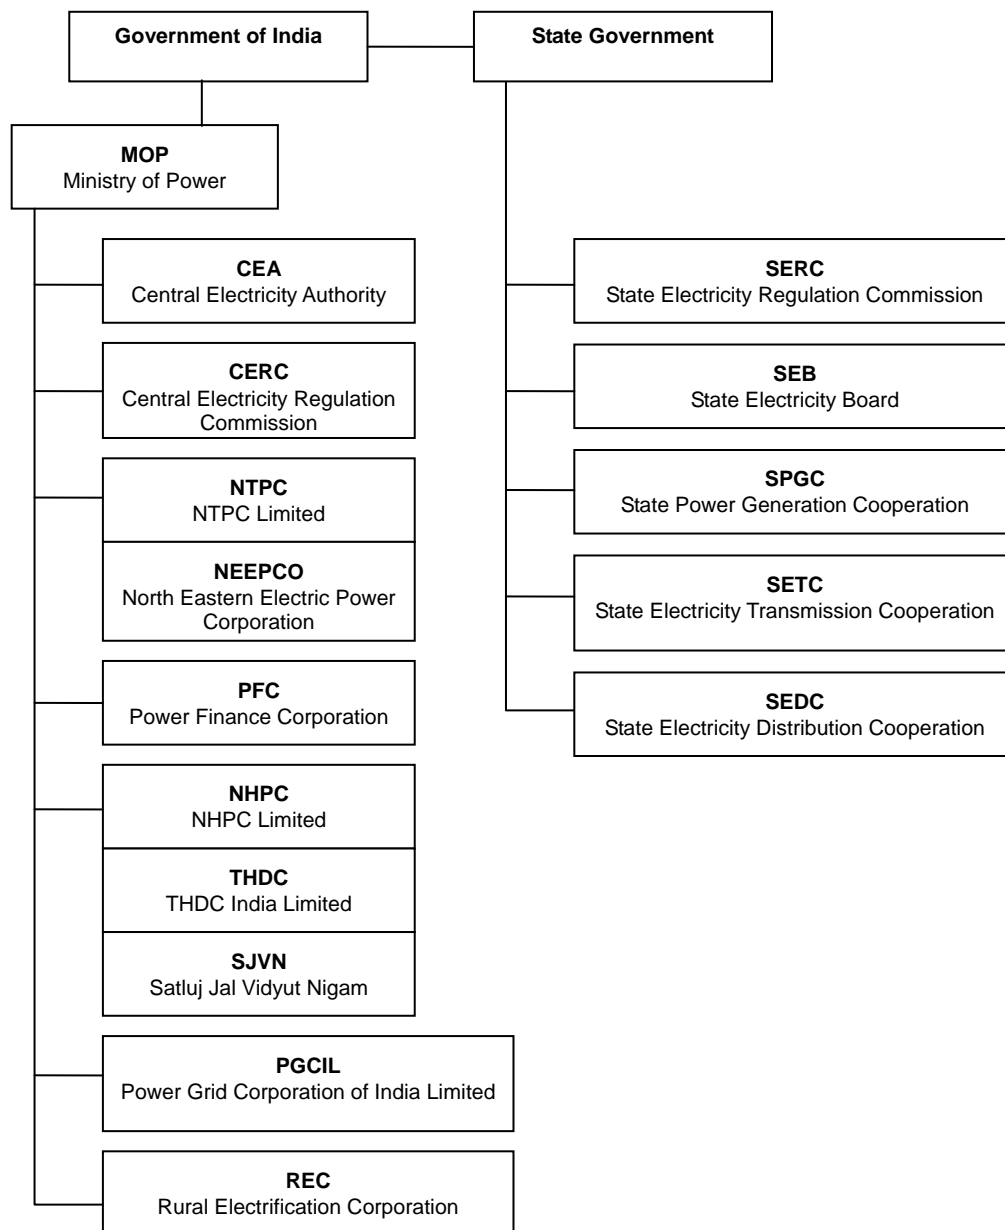 Government of India
State Government
MOP
Ministry of Power
CEA
Central Electricity Authority
CERC
Central Electricity Regulation
Commission
NTPC
NTPC Limited
NEEPCO
North Eastern Electric Power
Corporation
PFC
Power Finance Corporation
NHPC
NHPC Limited
THDC
THDC India Limited
SJVN
Satluj Jal Vidyut Nigam
PGCIL
Power Grid Corporation of India Limited
REC
Rural Electrification Corporation
SERC
State Electricity Regulation Commission
SEB
State Electricity Board
SPGC
State Power Generation Cooperation
SETC
State Electricity Transmission Cooperation
SEDC
State Electricity Distribution Cooperation